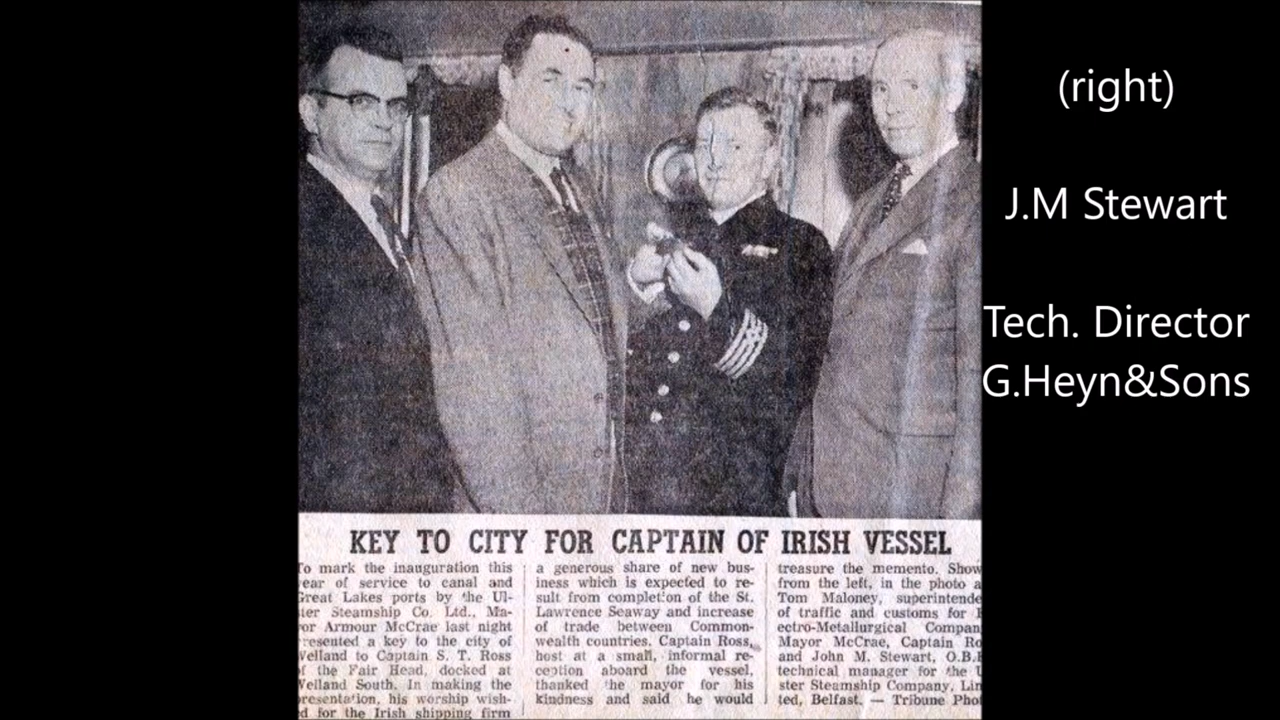 (right)
J.M Stewart
Tech. Director
G.Heyn&Sons
KEY TO CITY FOR CAPTAIN OF IRISH VESSEL
To mark the inauguration this
ear of service to canal and
Great Lakes ports by the Ul-
ster Steamship Co. Ltd., Ma-
or Armour McCrae last night
resented a key to the city of
Welland to Captain S. T. Ross
f the Fair Head, docked at
Welland South. In making the
resentation, his worship wish-
d for the Irish shipping firm
a generous share of new bus-
iness which is expected to re-
sult from completion of the St.
Lawrence Seaway and increase
of trade between Common-
wealth countries. Captain Ross,
host at a small, informal re-
ception aboard the vessel,
thanked the mayor for his
kindness and said he would
treasure the memento. Show
from the left, in the photo a
Tom Maloney, superintende
of traffic and customs for E
ectro-Metallurgical Compan
Mayor McCrae, Captain Ro
and John M. Stewart, O.B.E
technical manager for the U
ster Steamship Company, Lim
ted, Belfast. — Tribune Phot